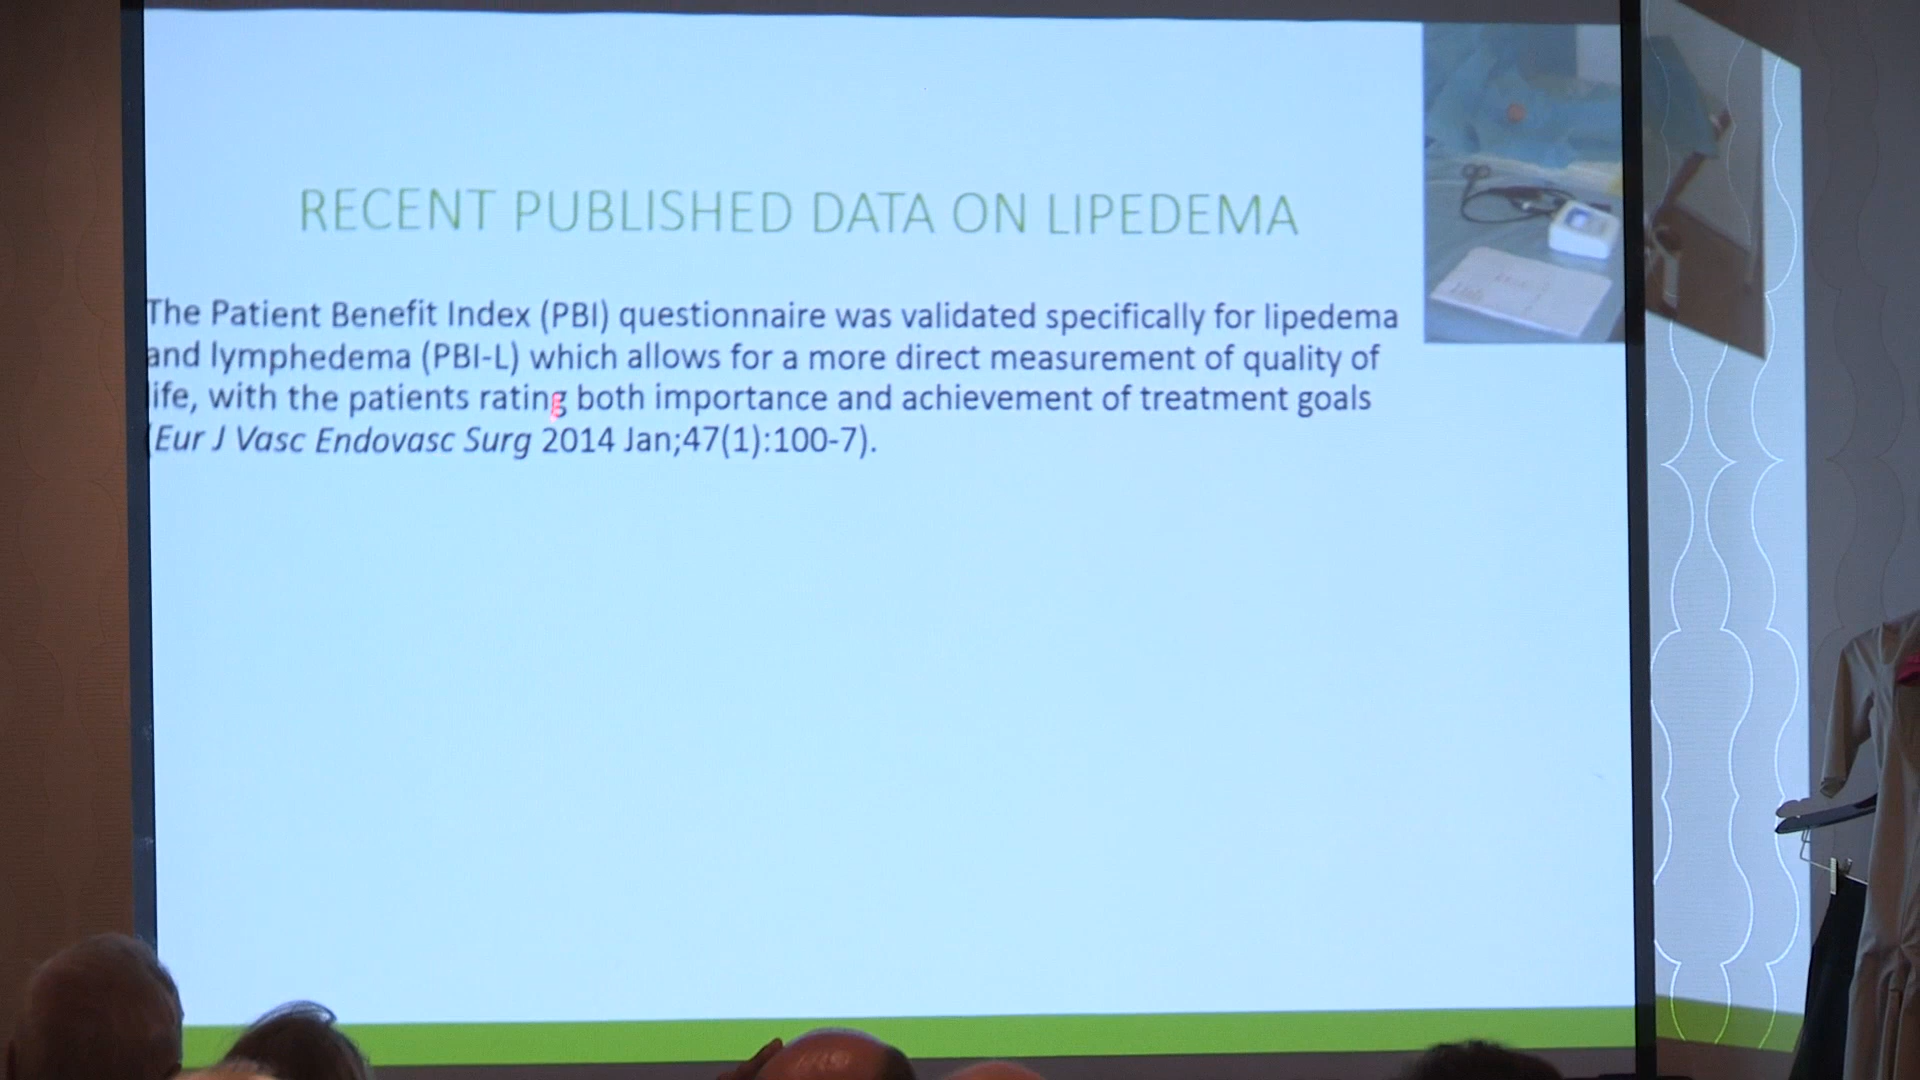 RECENT PUBLISHED DATA ON LIPEDEMA
The Patient Benefit Index (PBI) questionnaire was validated specifically for lipedema
and lymphedema (PBI-L) which allows for a more direct measurement of quality of
life, with the patients rating both importance and achievement of treatment goals
(Eur J Vasc Endovasc Surg 2014 Jan;47(1):100-7).